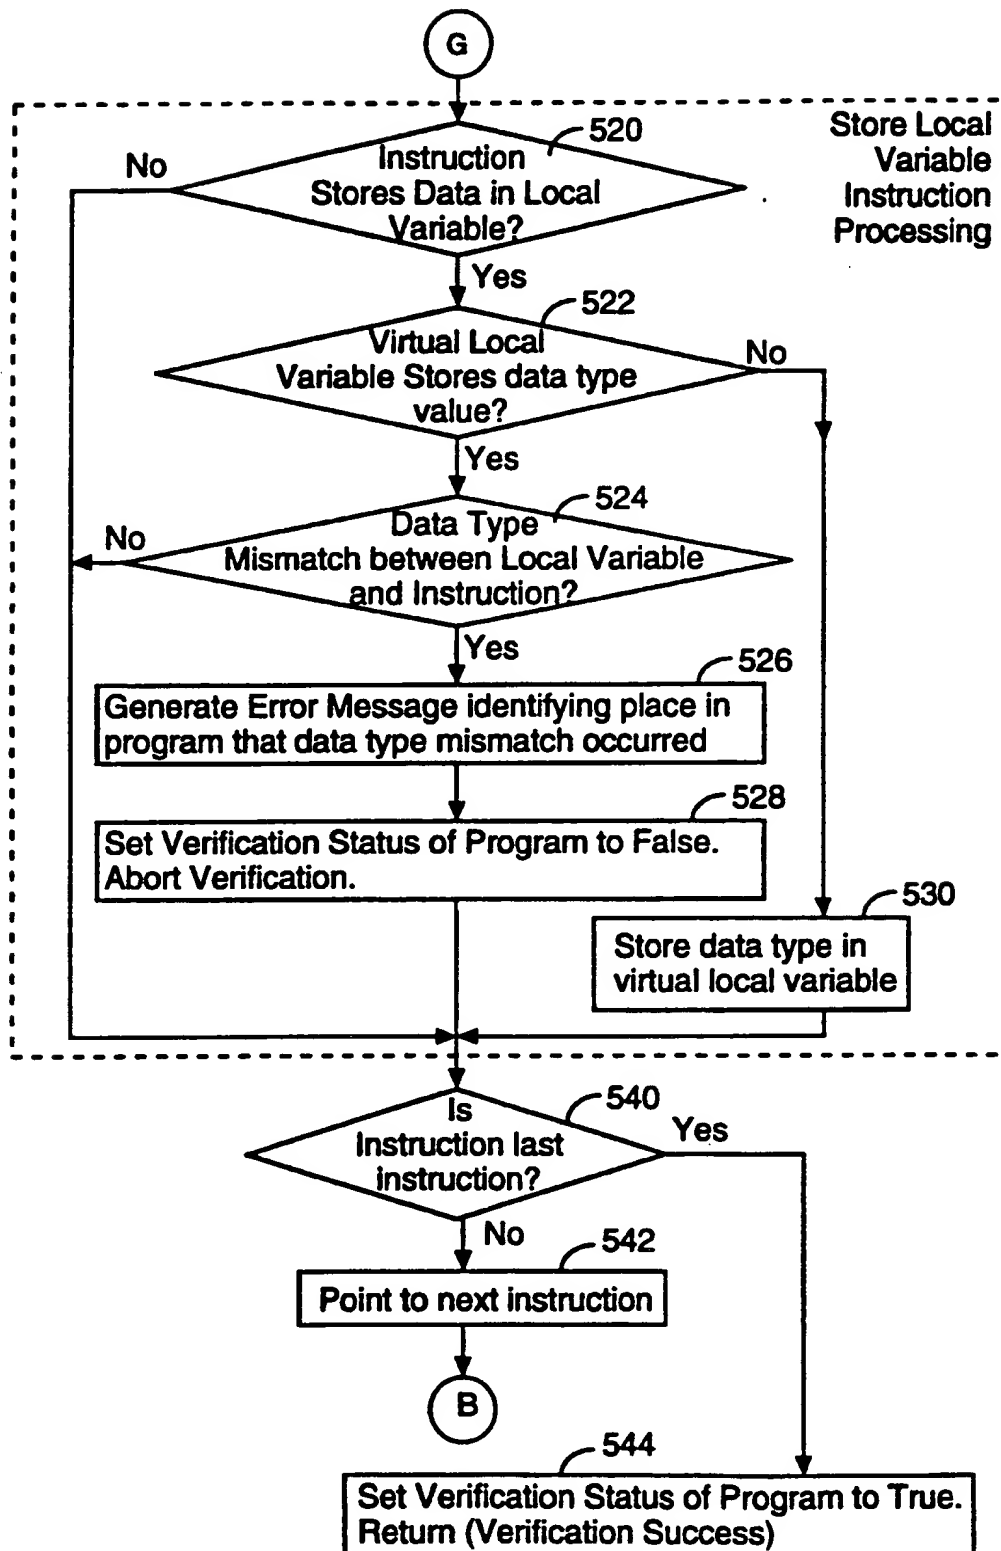 G
Store Local
Variable
Instruction
Processing
520
Instruction
Stores Data in Local
Variable?
No
Yes
522
Virtual Local
Variable Stores data type
value?
No
Yes
524
Data Type
Mismatch between Local Variable
and Instruction?
No
Yes
526
Generate Error Message identifying place in
program that data type mismatch occurred
528
Set Verification Status of Program to False.
Abort Verification.
530
Store data type in
virtual local variable
540
Is
Instruction last
instruction?
Yes
No
542
Point to next instruction
B
544
Set Verification Status of Program to True.
Return (Verification Success)